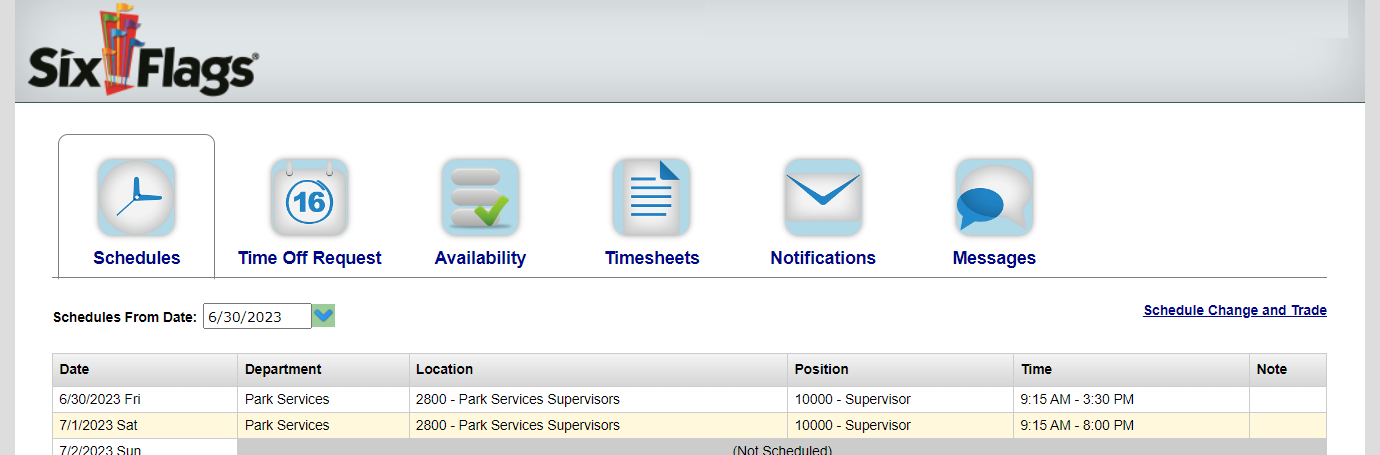 Six Flags®
16
Schedules Time Off Request Availability Timesheets Notifications Messages
Schedules From Date: 6/30/2023 Schedule Change and Trade
Date Department Location Position Time Note
6/30/2023 Fri Park Services 2800 - Park Services Supervisors 10000 - Supervisor 9:15 AM - 3:30 PM
7/1/2023 Sat Park Services 2800 - Park Services Supervisors 10000 - Supervisor 9:15 AM - 8:00 PM
7/2/2023 Sun (Not Scheduled)